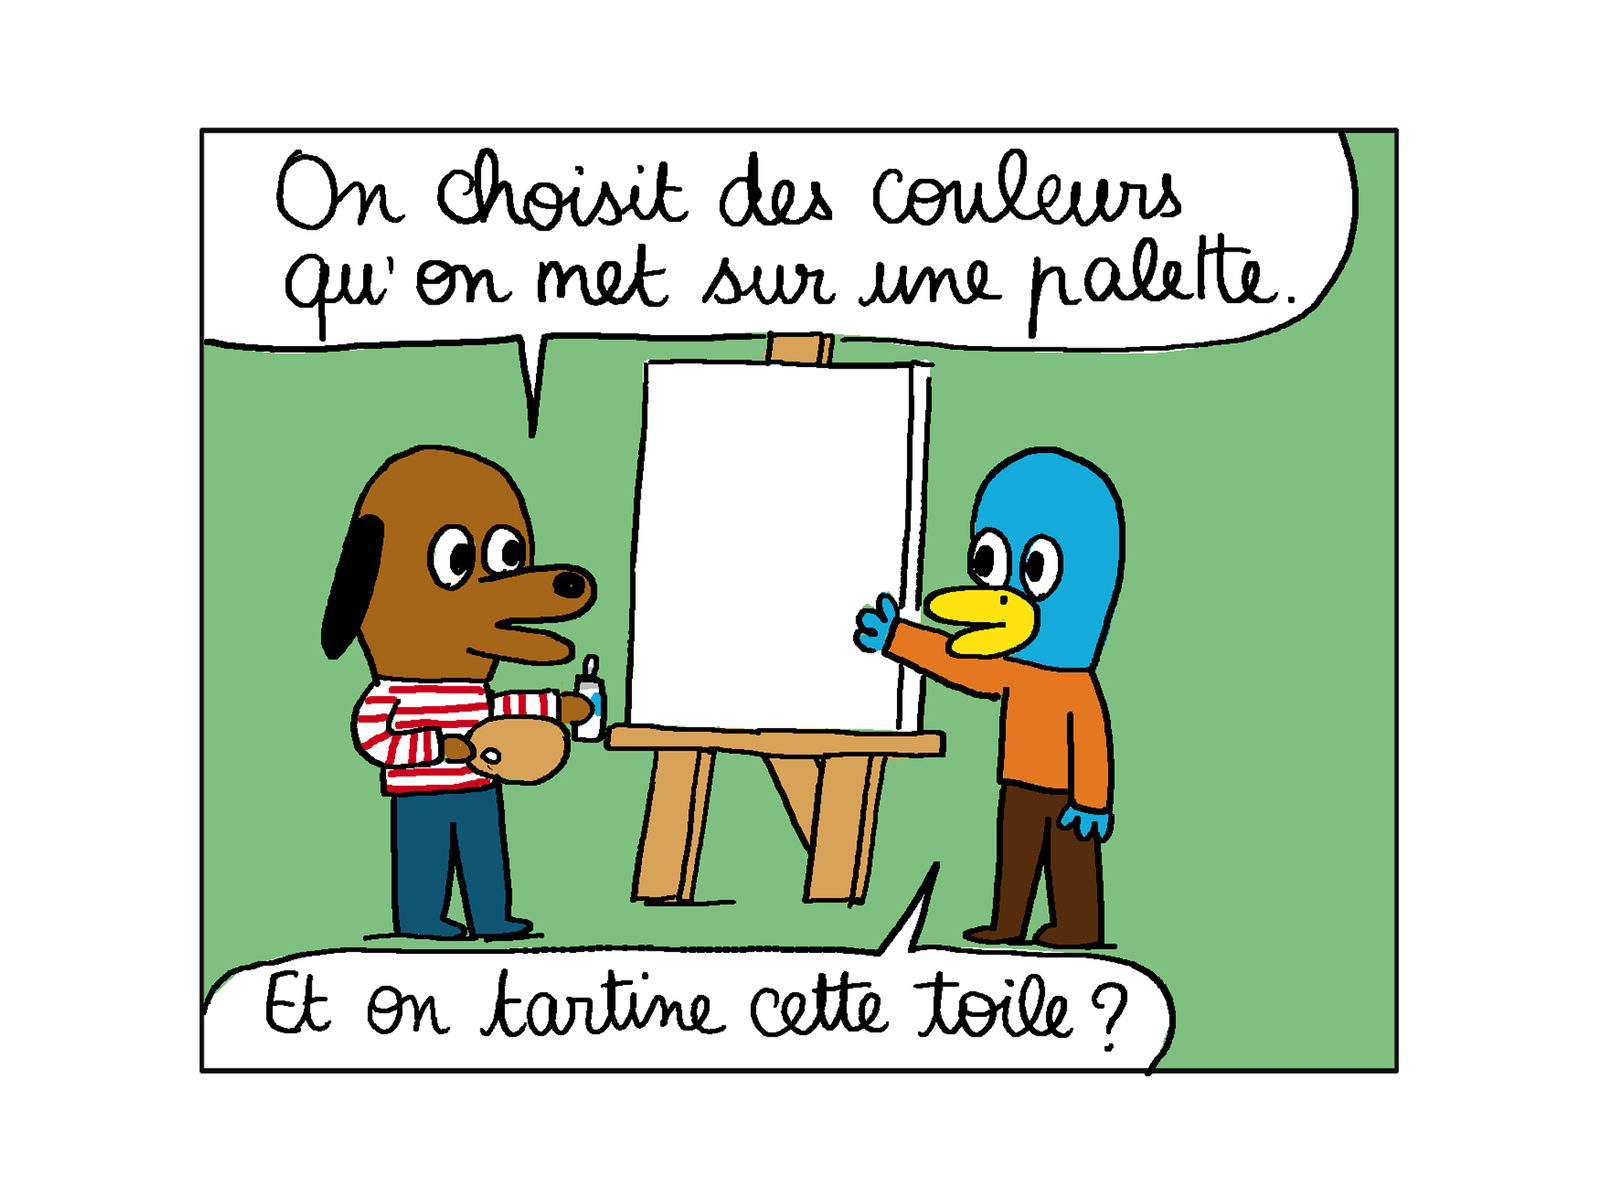 On choisit des couleurs
qu'on met sur une palette.
Et on tartine cette toile ?